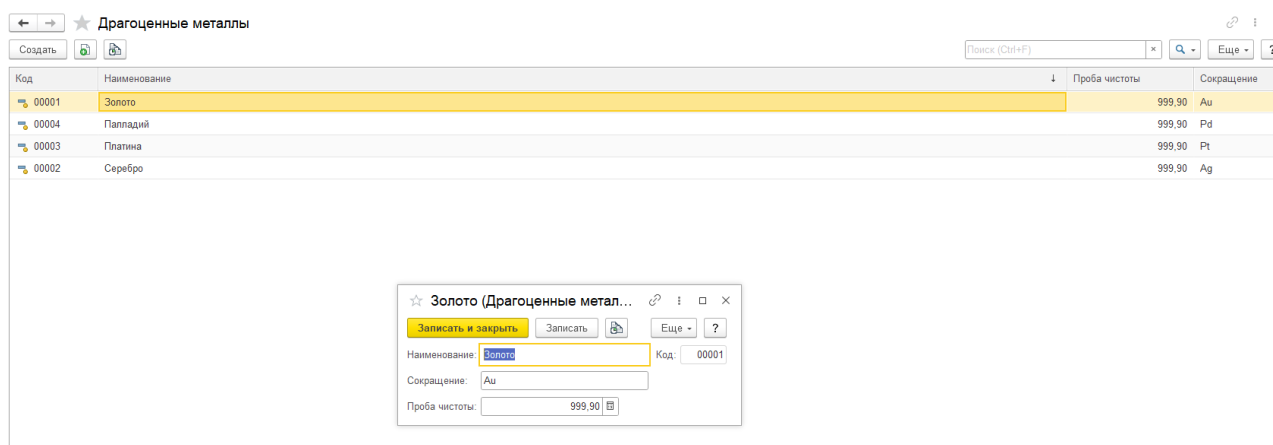 Драгоценные металлы
Создать Поиск (Ctrl+F) × Еще ?
Код Наименование ↓ Проба чистоты Сокращение
00001 Золото 999,90 Au
00004 Палладий 999,90 Pd
00003 Платина 999,90 Pt
00002 Серебро 999,90 Ag
Золото (Драгоценные метал...
Записать и закрыть Записать Еще ?
Наименование: Золото Код: 00001
Сокращение: Au
Проба чистоты: 999,90